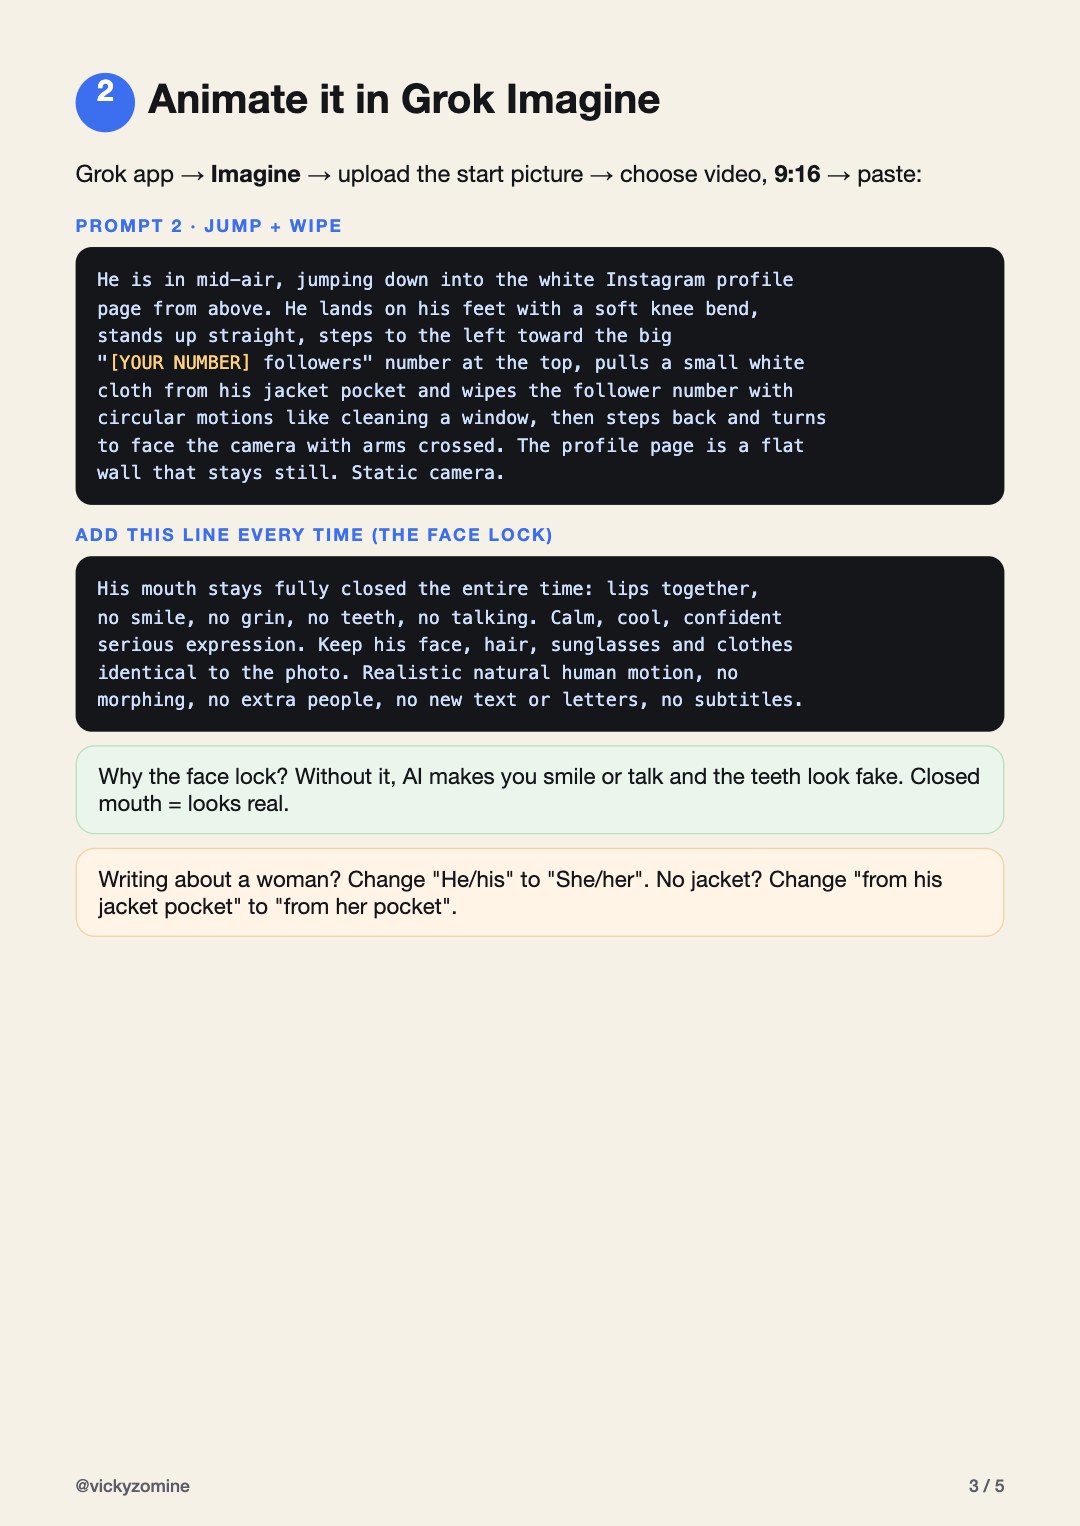 2 Animate it in Grok Imagine
Grok app → Imagine → upload the start picture → choose video, 9:16 → paste:
PROMPT 2 · JUMP + WIPE
He is in mid-air, jumping down into the white Instagram profile
page from above. He lands on his feet with a soft knee bend,
stands up straight, steps to the left toward the big
"[YOUR NUMBER] followers" number at the top, pulls a small white
cloth from his jacket pocket and wipes the follower number with
circular motions like cleaning a window, then steps back and turns
to face the camera with arms crossed. The profile page is a flat
wall that stays still. Static camera.
ADD THIS LINE EVERY TIME (THE FACE LOCK)
His mouth stays fully closed the entire time: lips together,
no smile, no grin, no teeth, no talking. Calm, cool, confident
serious expression. Keep his face, hair, sunglasses and clothes
identical to the photo. Realistic natural human motion, no
morphing, no extra people, no new text or letters, no subtitles.
Why the face lock? Without it, AI makes you smile or talk and the teeth look fake. Closed
mouth = looks real.
Writing about a woman? Change "He/his" to "She/her". No jacket? Change "from his
jacket pocket" to "from her pocket".
@vickyzomine
3 / 5